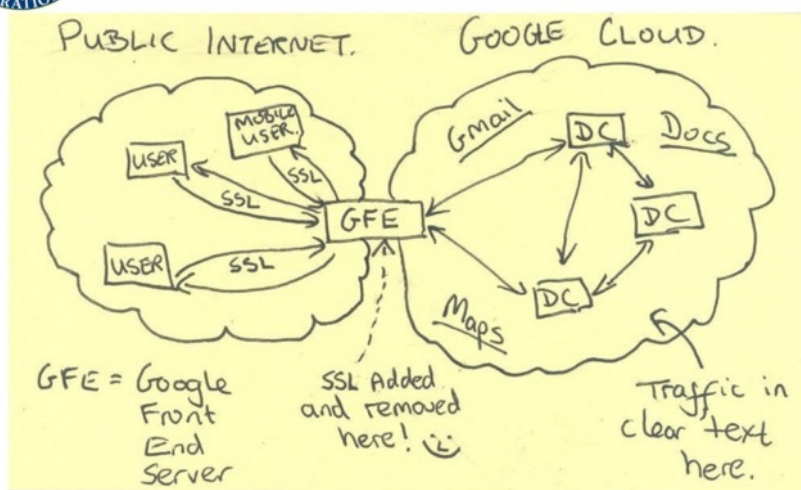 RATIO
PUBLIC INTERNET.
GOOGLE CLOUD.
MOBILE
USER.
USER
SSL
SSL
USER
SSL
GFE
Gmail
DC
Docs
DC
DC
Maps
GFE = Google
Front
End
Server
SSL Added
and removed
here!
Traffic in
clear text
here.